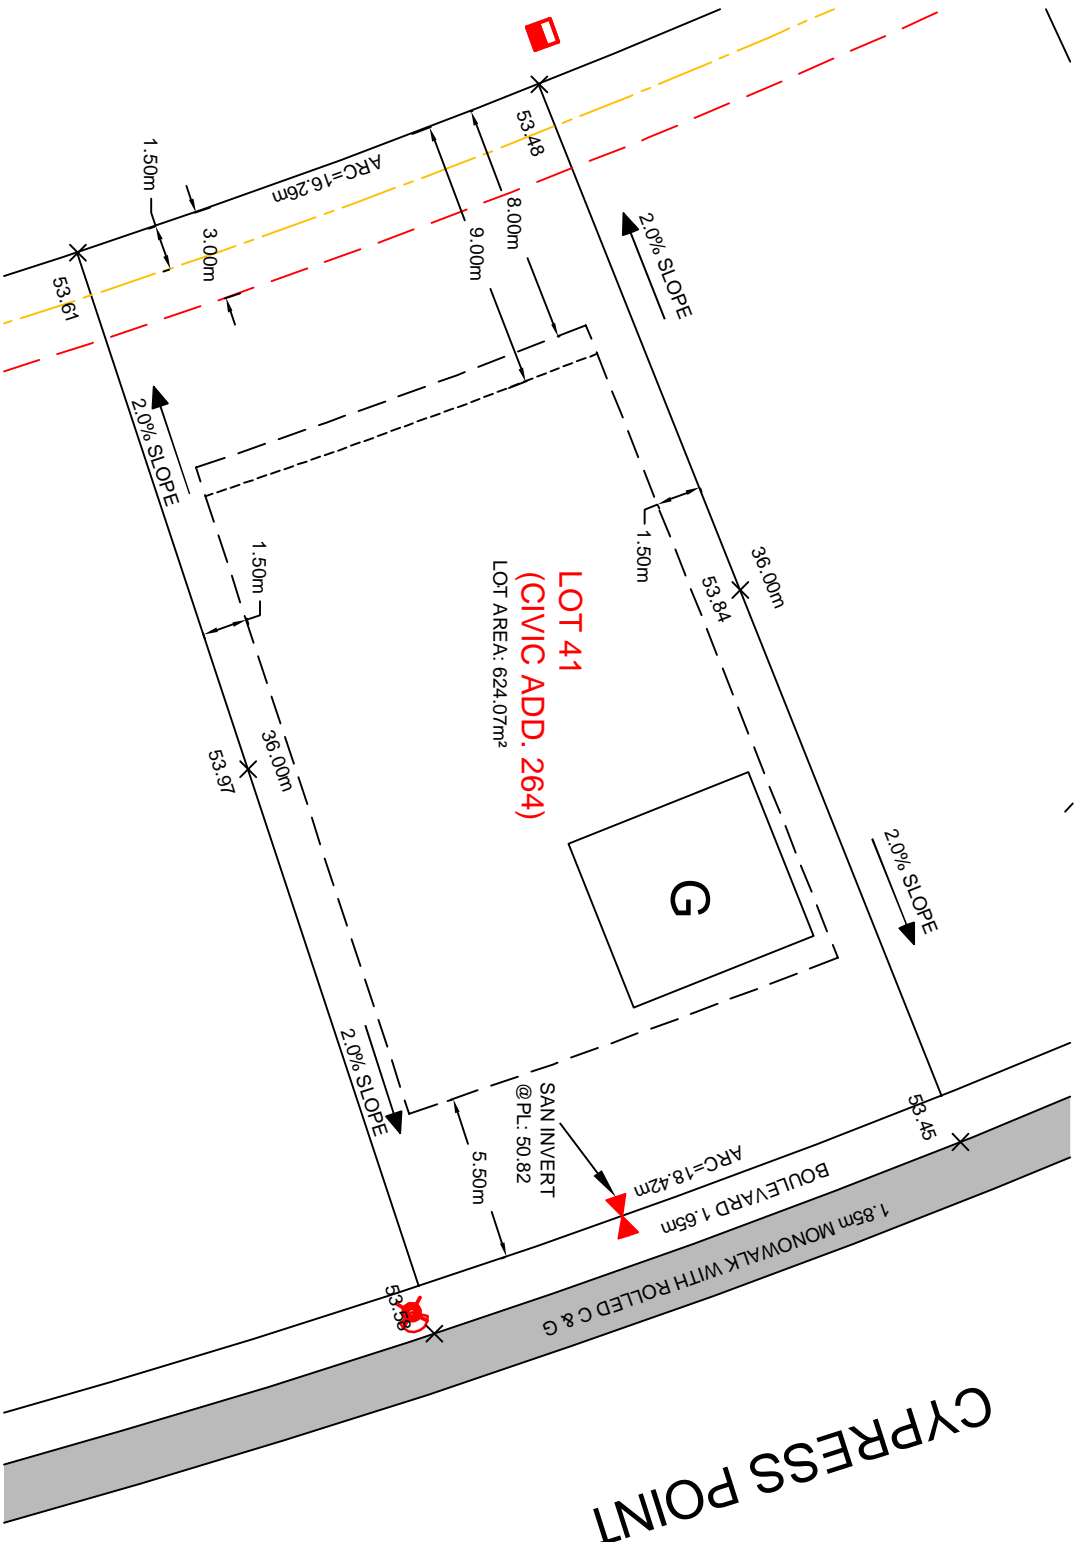 53.48
ARC=16.26m
1.50m
3.00m
8.00m
9.00m
53.61
2.0% SLOPE
2.0% SLOPE
1.50m
1.50m
36.00m
53.84
LOT 41
(CIVIC ADD. 264)
LOT AREA: 624.07m²
36.00m
53.97
G
2.0% SLOPE
2.0% SLOPE
5.50m
SAN INVERT
@PL: 50.82
53.45
ARC=18.42m
BOULEVARD 1.65m
1.85m MONOWALK WITH ROLLED C & G
53.58
CYPRESS POINT